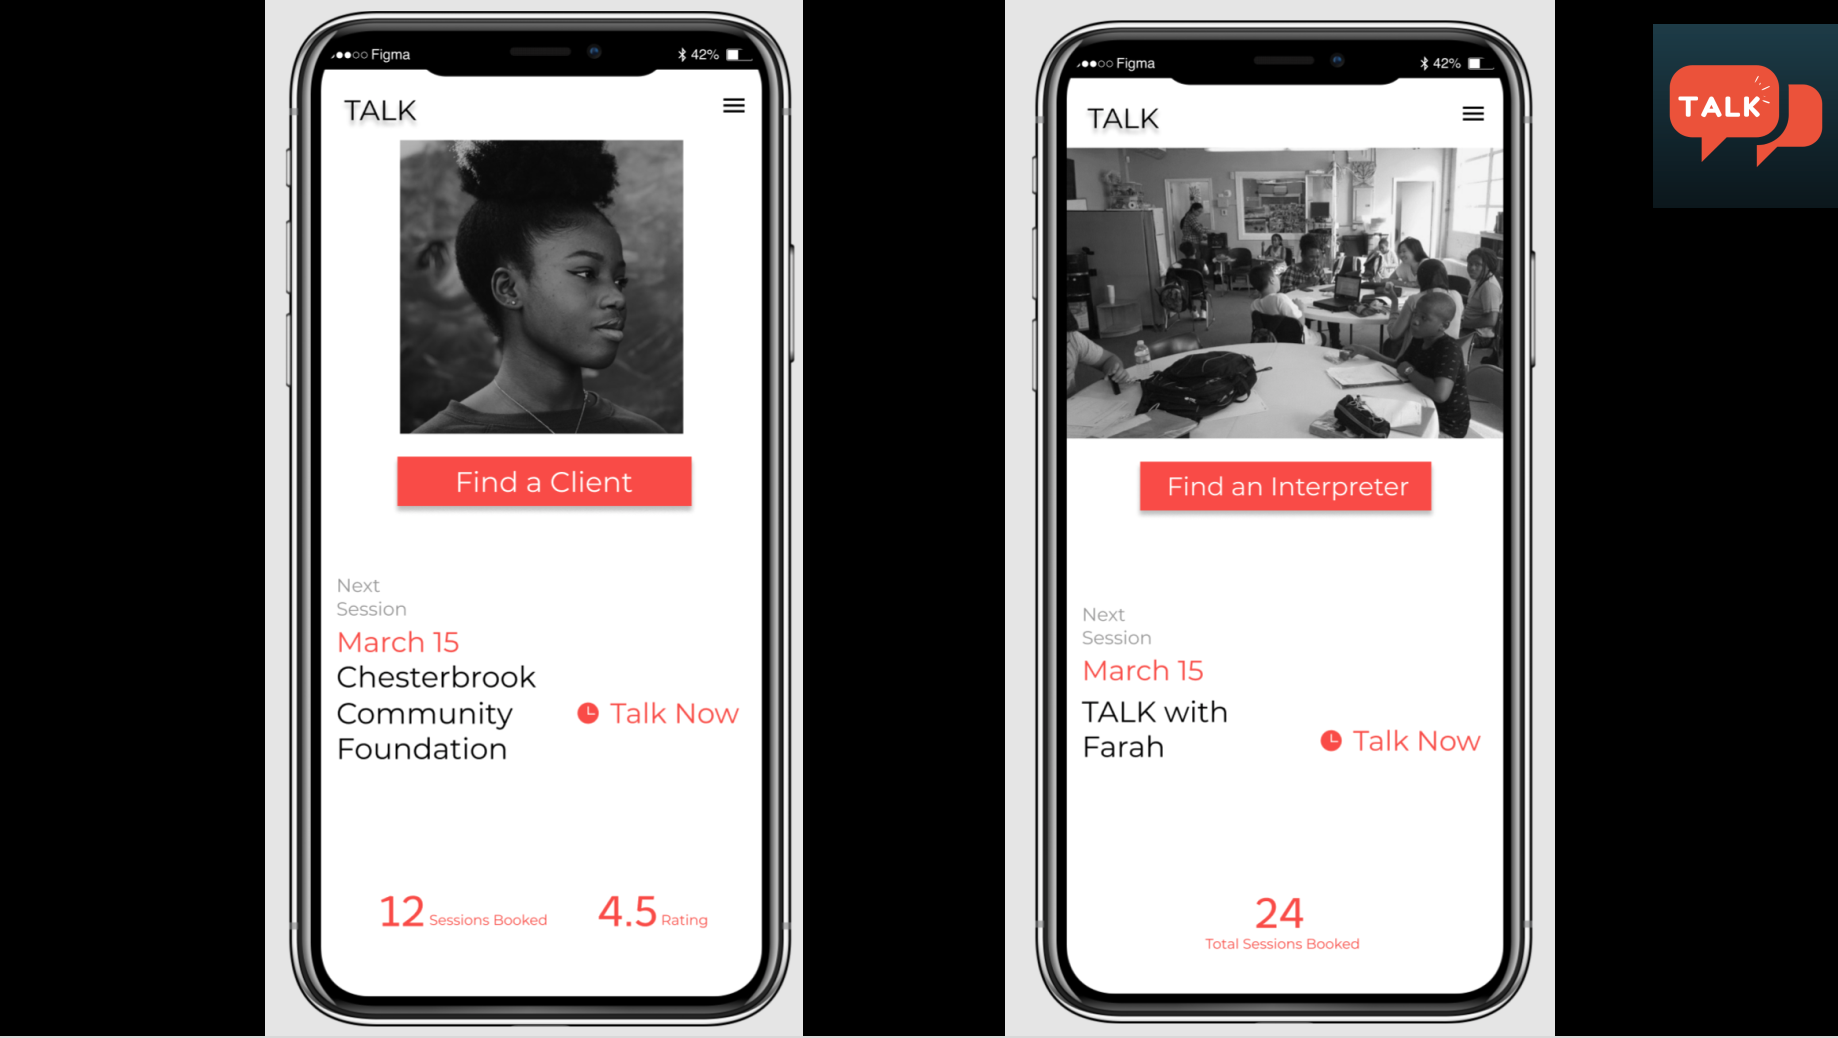 Figma
42%
TALK
Find a Client
Next
Session
March 15
Chesterbrook
Community
Foundation
Talk Now
12 Sessions Booked
4.5 Rating
Figma
42%
TALK
Find an Interpreter
Next
Session
March 15
TALK with
Farah
Talk Now
24
Total Sessions Booked
TALK